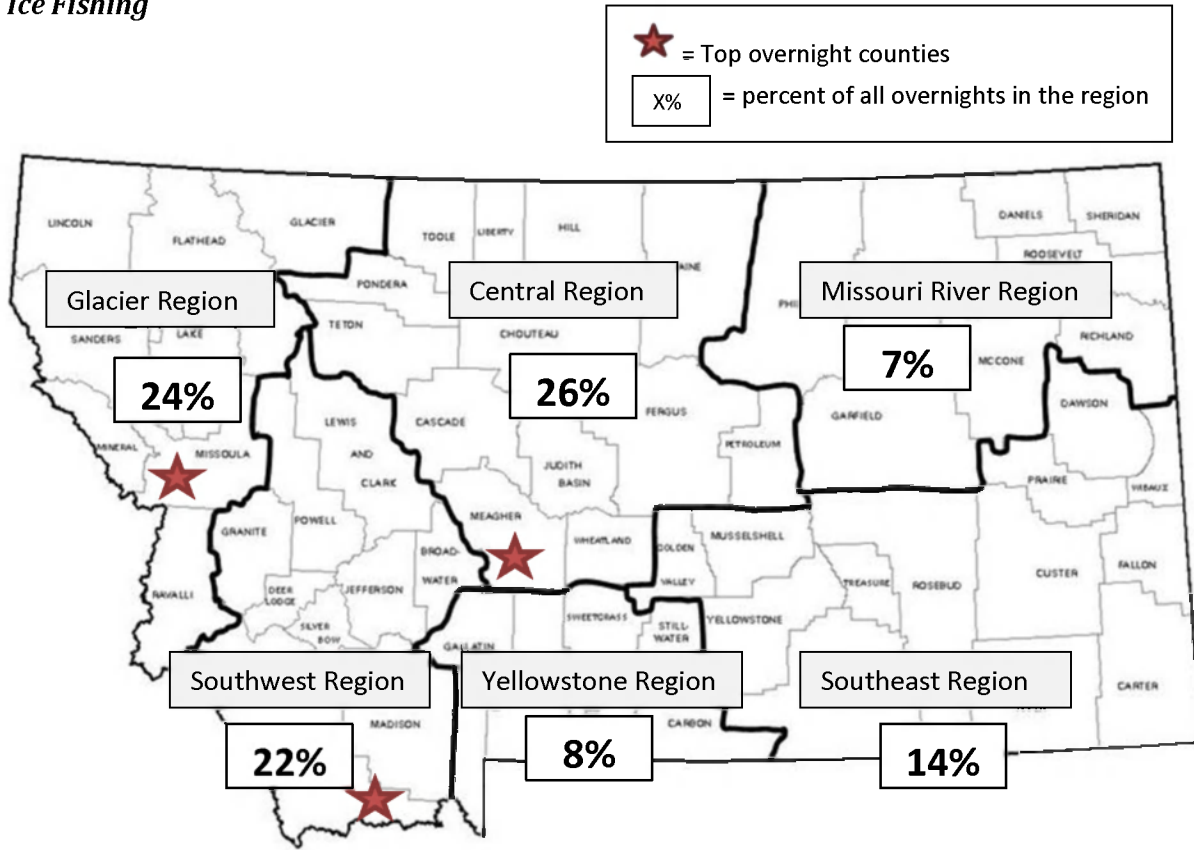 Ice Fishing
= Top overnight counties
X%
= percent of all overnights in the region
LINCOLN
FLATHEAD
GLACIER
TOOLE
LIBERTY
HILL
AINE
DANIELS
SHERIDAN
ROOSEVELT
PONDERA
Glacier Region
Central Region
Missouri River Region
PHI
TETON
CHOUTEAU
RICHLAND
SANDERS
LAKE
24%
26%
7%
MCCONE
DAWSON
LEWIS
AND
CLARK
CASCADE
FERGUS
GARFIELD
MINERAL
MISSOULA
JUDITH
BASIN
PETROLEUM
PRAIRIE
WIBAUX
GRANITE
POWELL
MEAGHER
BROAD-
WATER
WHEATLAND
GOLDEN
VALLEY
MUSSELSHELL
RAVALLI
DEER
LODGE
JEFFERSON
TREASURE
ROSEBUD
CUSTER
FALLON
SILVER
BOW
GALLATIN
SWEETGRASS
STILL-
WATER
YELLOWSTONE
Southwest Region
Yellowstone Region
Southeast Region
CARTER
MADISON
CARBON
22%
8%
14%